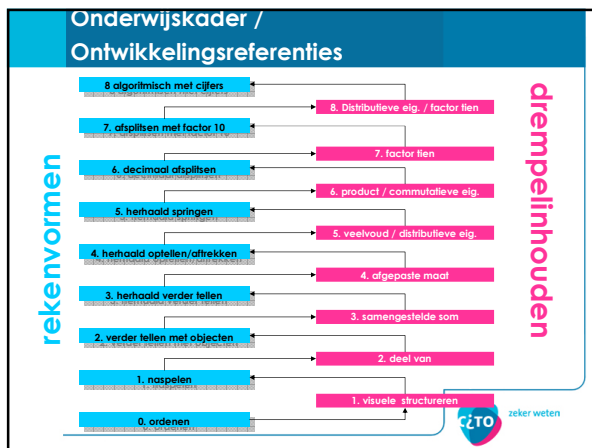 Onderwijskader /
Ontwikkelingsreferenties
rekenvormen
8 algoritmisch met cijfers
8. Distributieve eig. / factor tien
7. afsplitsen met factor 10
7. factor tien
6. decimaal afsplitsen
6. product / commutatieve eig.
5. herhaald springen
5. veelvoud / distributieve eig.
4. herhaald optellen/aftrekken
4. afgepaste maat
3. herhaald verder tellen
3. samengestelde som
2. verder tellen met objecten
2. deel van
1. naspelen
1. visuele structureren
0. ordenen
drempelinhouden
CiTO
zeker weten